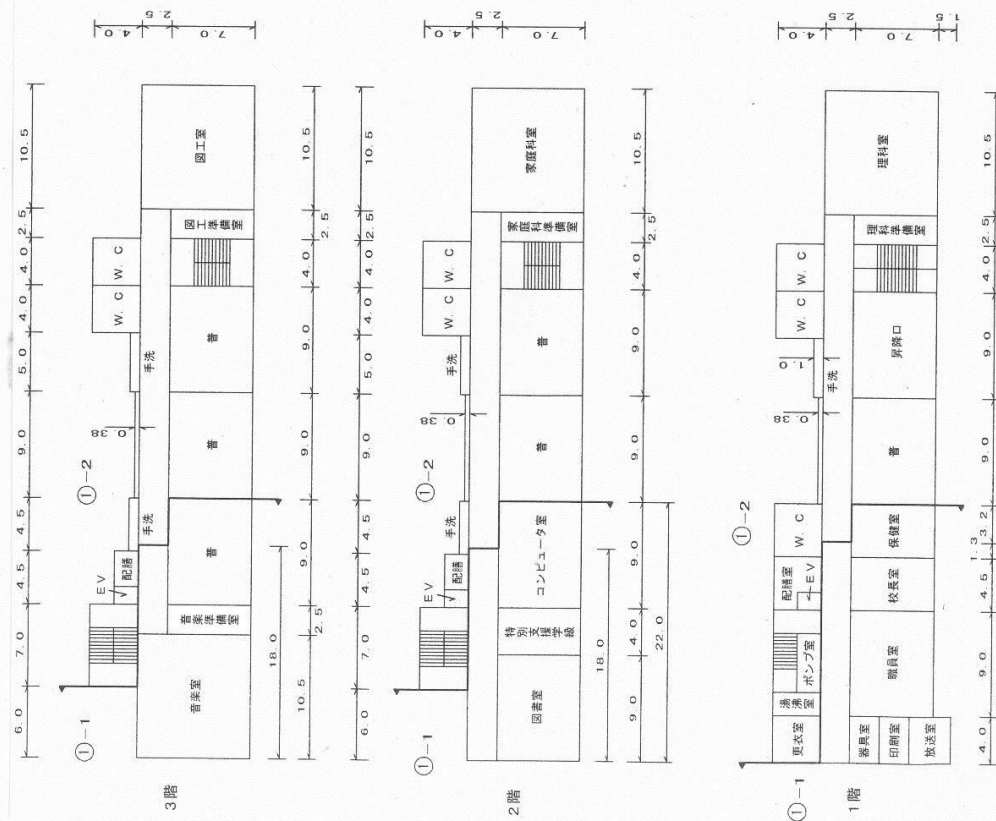 6.0 7.0 4.5 4.5 9.0 5.0 4.0 4.0 2.5 10.5
①-1
①-2
EV
配膳
W.C
W.C
4.0
2.5
7.0
0.38
手洗
手洗
音楽室
音楽準備室
普
普
普
図工準備室
図工室
3階
18.0
10.5 2.5 9.0 9.0 9.0 4.0 2.5 10.5
6.0 7.0 4.5 4.5 9.0 5.0 4.0 4.0 2.5 10.5
①-1
①-2
EV
配膳
手洗
0.38
手洗
W.C
W.C
4.0
2.5
7.0
図書室
特別支援学級
コンピュータ室
普
普
家庭科準備室
家庭科室
2階
18.0
9.0 4.0 9.0 9.0 9.0 4.0 2.5 10.5
22.0
①-1
①-2
更衣室
湯沸室
ポンプ室
配膳室
EV
W.C
0.38
1.0
手洗
W.C
W.C
4.0
2.5
7.0
1.5
器具室
印刷室
放送室
職員室
校長室
保健室
普
昇降口
理科準備室
理科室
1階
4.0 9.0 4.5 1.3 3.2 9.0 9.0 4.0 2.5 10.5